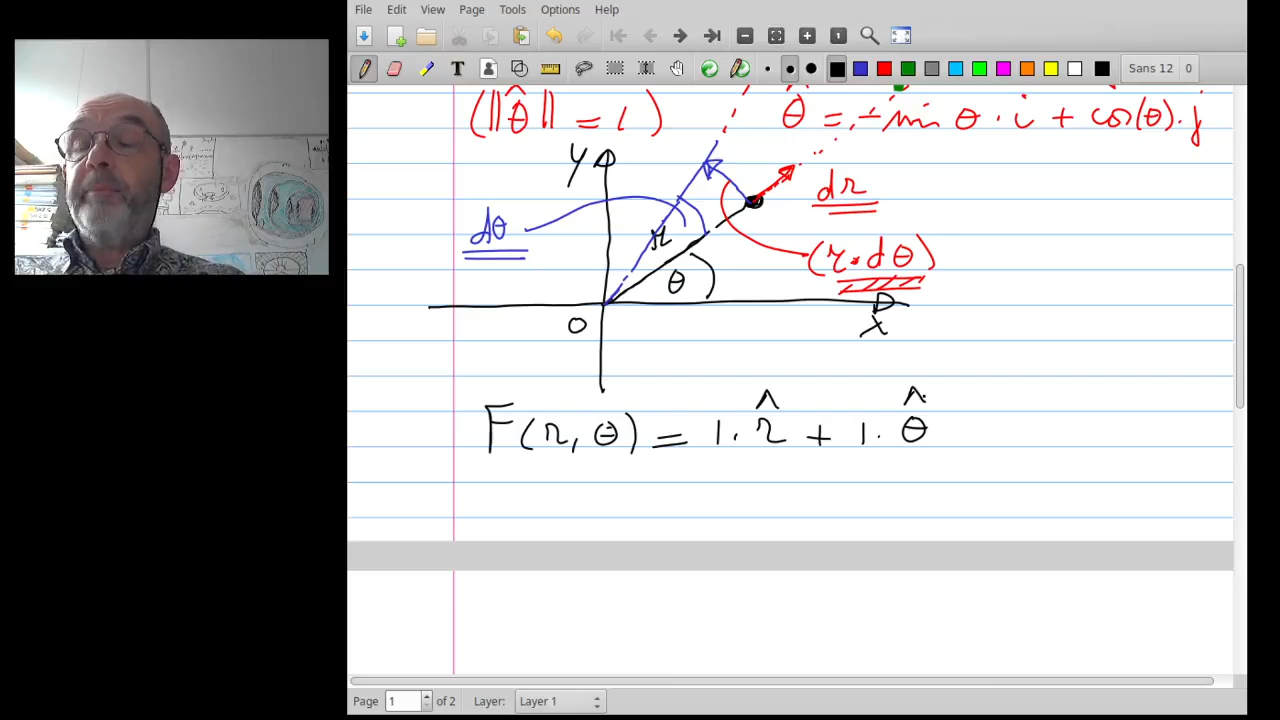 File Edit View Page Tools Options Help
Sans 12 0
(||θ̂|| = 1) θ̂ = -sin θ · i + cos(θ) · j
Y
dr
dθ
r
(r · dθ)
θ
O
X
F(r, θ) = 1 · r̂ + 1 · θ̂
Page 1 of 2 Layer: Layer 1